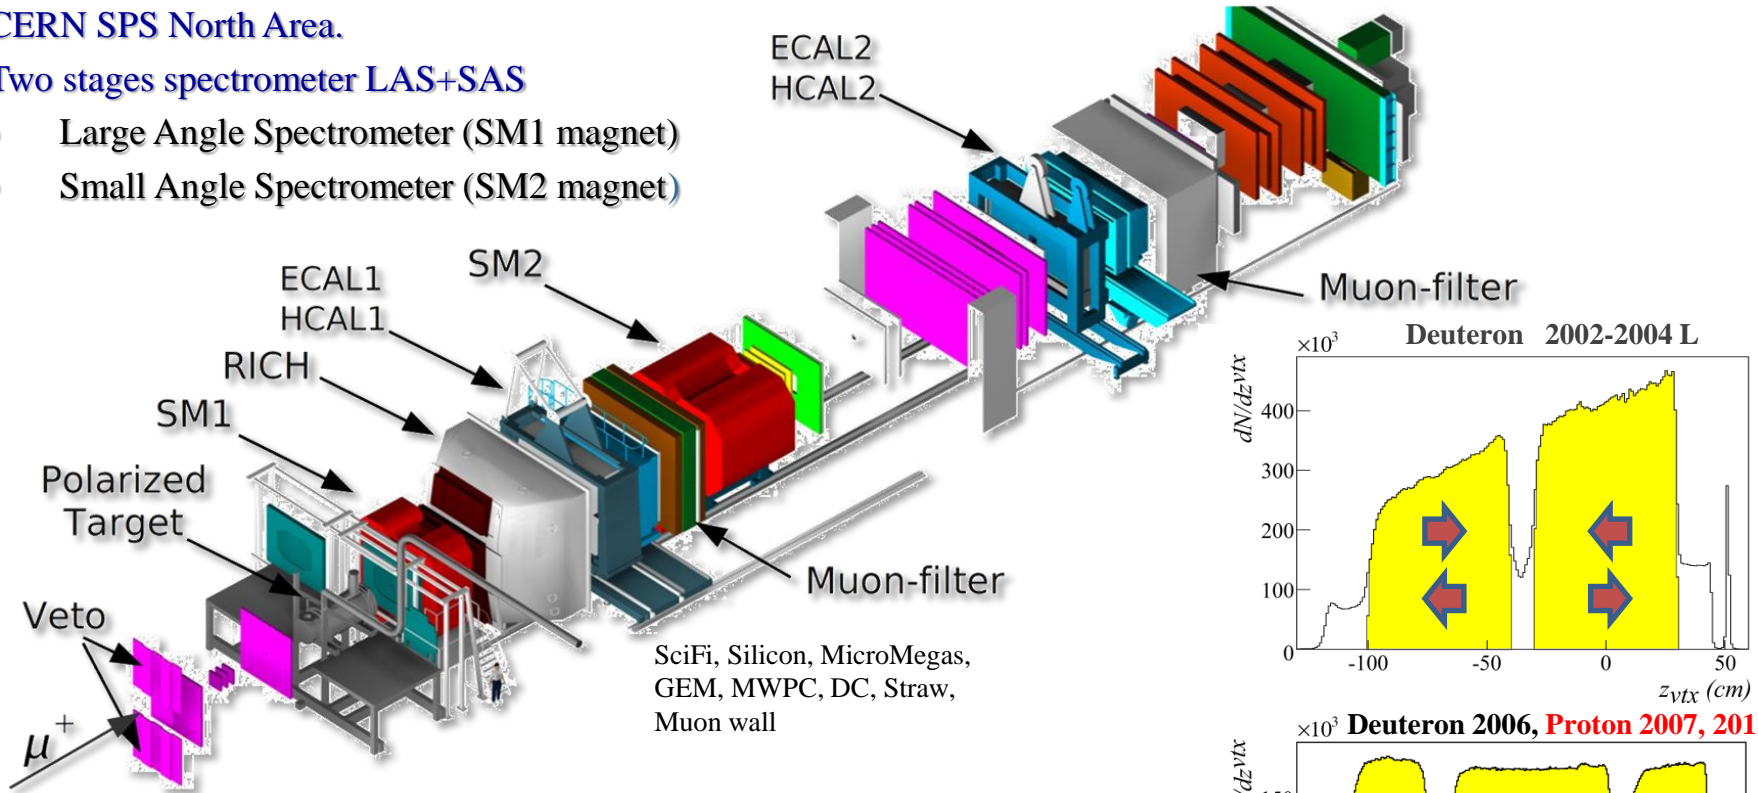 CERN SPS North Area.
Two stages spectrometer LAS+SAS
Large Angle Spectrometer (SM1 magnet)
Small Angle Spectrometer (SM2 magnet)
ECAL2
HCAL2
SM2
ECAL1
HCAL1
RICH
SM1
Polarized
Target
Veto
μ+
Muon-filter
Muon-filter
SciFi, Silicon, MicroMegas,
GEM, MWPC, DC, Straw,
Muon wall
Deuteron 2002-2004 L
×10³
dN/dzvtx
400
300
200
100
0
-100
-50
0
50
zvtx (cm)
×10³
Deuteron 2006, Proton 2007, 201
/dzvtx